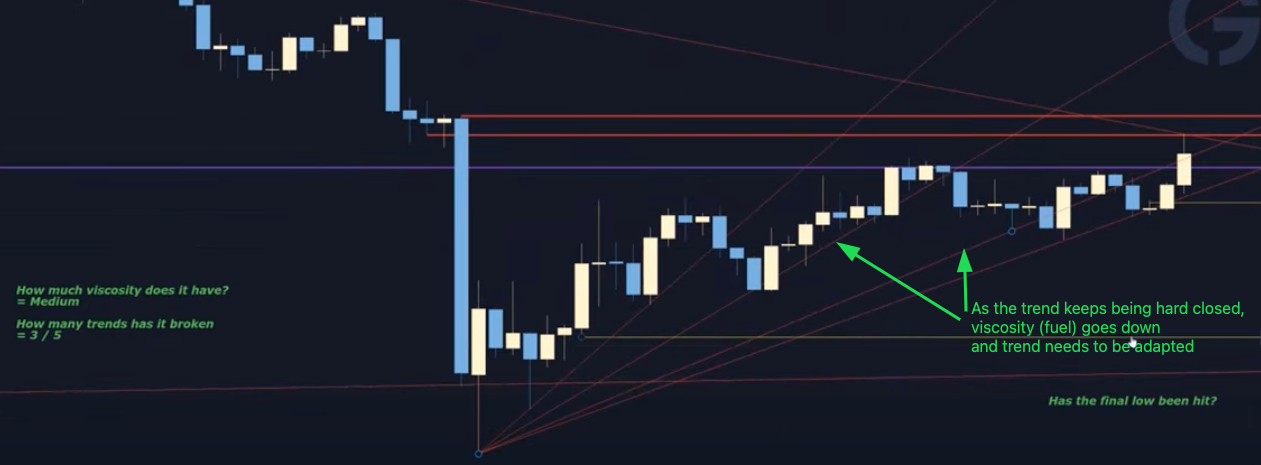 How much viscosity does it have?
= Medium
How many trends has it broken
= 3 / 5
As the trend keeps being hard closed,
viscosity (fuel) goes down
and trend needs to be adapted
Has the final low been hit?